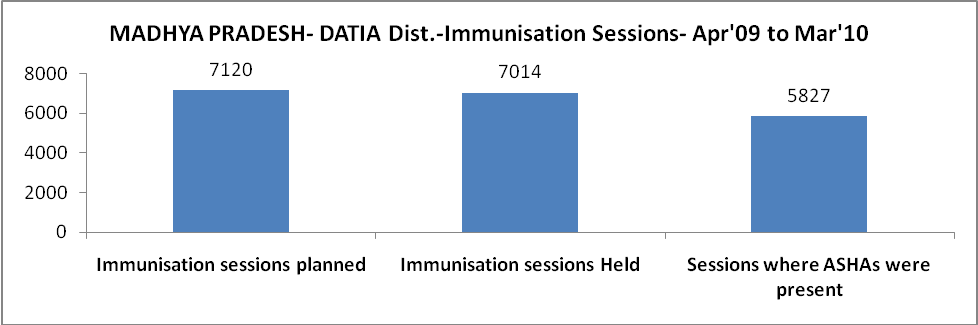 MADHYA PRADESH- DATIA Dist.-Immunisation Sessions- Apr'09 to Mar'10
8000
6000
4000
2000
0
7120
7014
5827
Immunisation sessions planned
Immunisation sessions Held
Sessions where ASHAs were
present